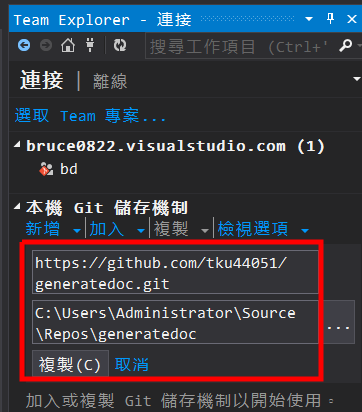 Team Explorer - 連接
搜尋工作項目 (Ctrl+'
連接 | 離線
選取 Team 專案...
bruce0822.visualstudio.com (1)
bd
本機 Git 儲存機制
新增 | 加入 | 複製 | 檢視選項
https://github.com/tku44051/
generatedoc.git
C:\Users\Administrator\Source
\Repos\generatedoc
...
複製(C) 取消
加入或複製 Git 儲存機制以開始使用。